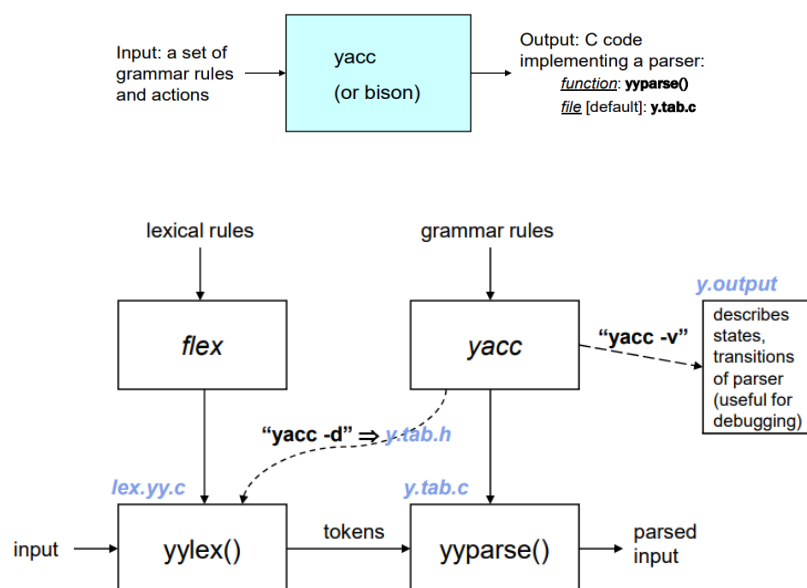 Input: a set of
grammar rules
and actions
yacc
(or bison)
Output: C code
implementing a parser:
function: yyparse()
file [default]: y.tab.c
lexical rules
grammar rules
y.output
flex
yacc
“yacc -v”
describes
states,
transitions
of parser
(useful for
debugging)
“yacc -d” ⇒ y.tab.h
lex.yy.c
y.tab.c
input
yylex()
tokens
yyparse()
parsed
input